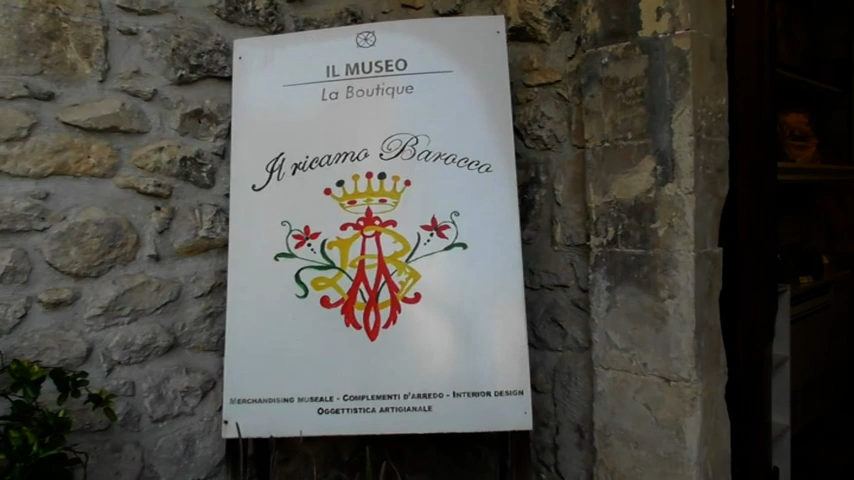 IL MUSEO
La Boutique
Il ricamo Barocco
MERCHANDISING MUSEALE - COMPLEMENTI D'ARREDO - INTERIOR DESIGN
OGGETTISTICA ARTIGIANALE